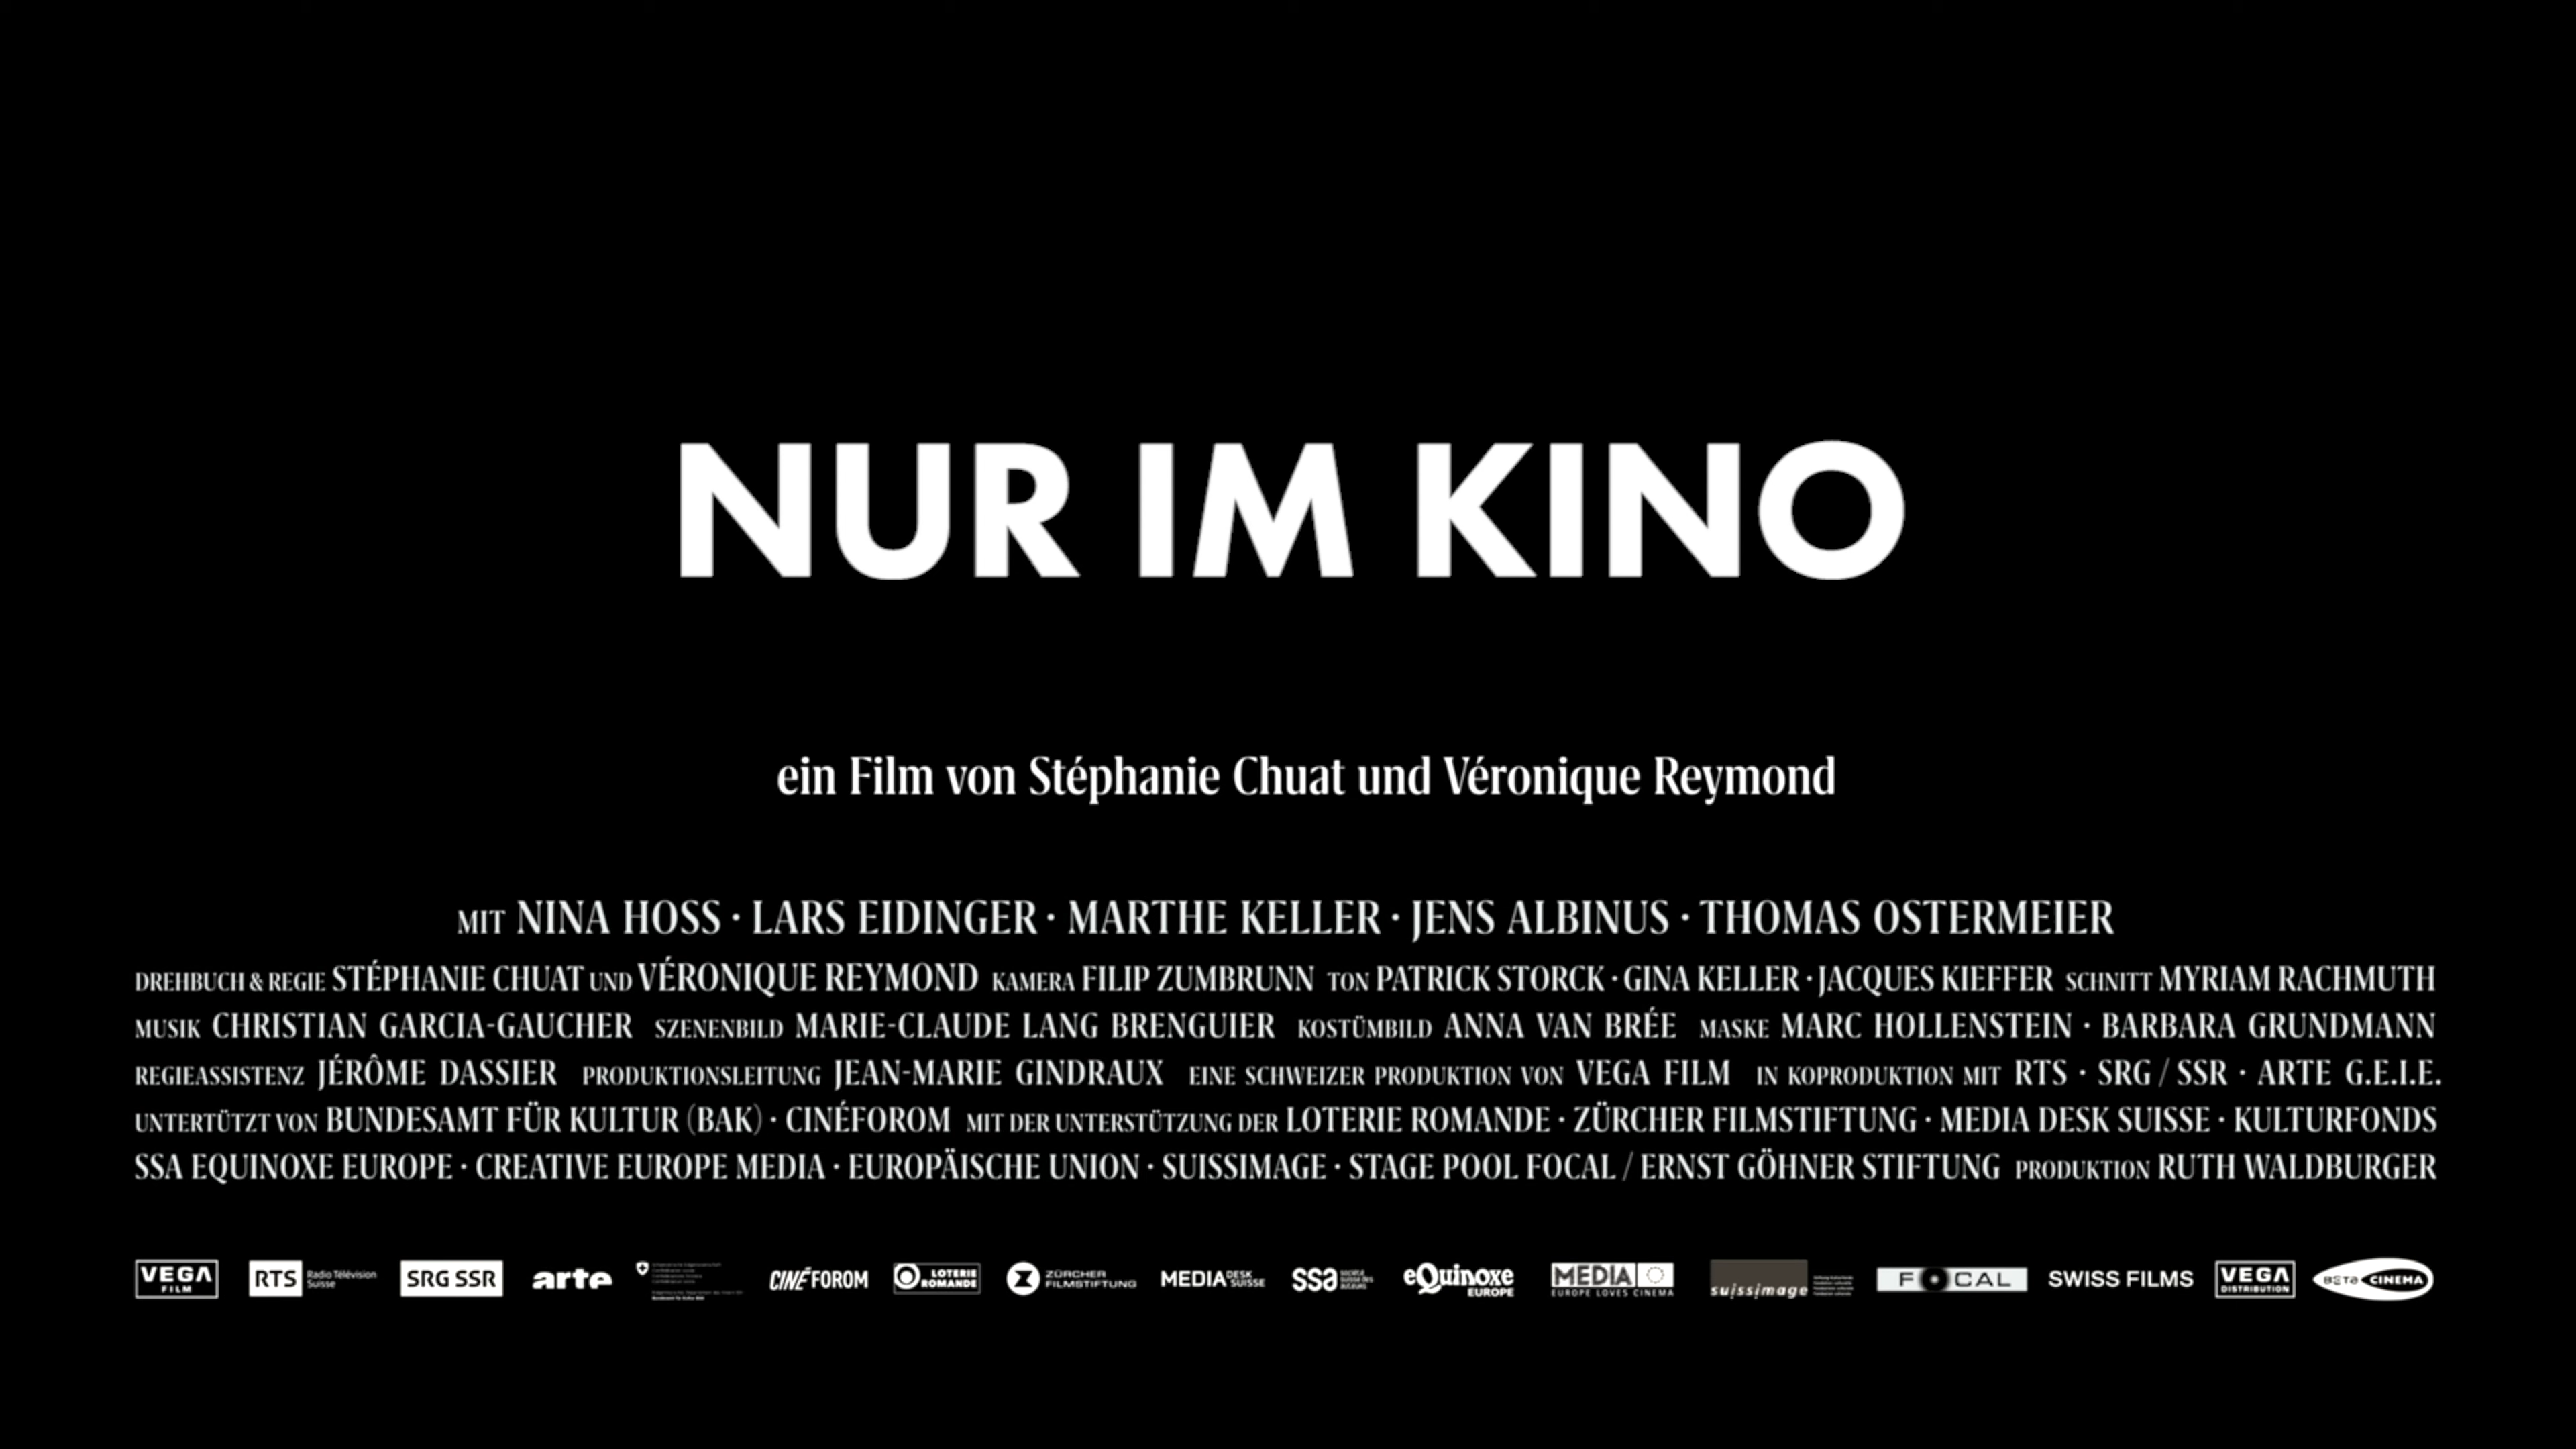 NUR IM KINO
ein Film von Stéphanie Chuat und Véronique Reymond
MIT NINA HOSS · LARS EIDINGER · MARTHE KELLER · JENS ALBINUS · THOMAS OSTERMEIER
DREHBUCH & REGIE STÉPHANIE CHUAT UND VÉRONIQUE REYMOND KAMERA FILIP ZUMBRUNN TON PATRICK STORCK · GINA KELLER · JACQUES KIEFFER SCHNITT MYRIAM RACHMUTH
MUSIK CHRISTIAN GARCIA-GAUCHER SZENENBILD MARIE-CLAUDE LANG BRENGUIER KOSTÜMBILD ANNA VAN BRÉE MASKE MARC HOLLENSTEIN · BARBARA GRUNDMANN
REGIEASSISTENZ JÉRÔME DASSIER PRODUKTIONSLEITUNG JEAN-MARIE GINDRAUX EINE SCHWEIZER PRODUKTION VON VEGA FILM IN KOPRODUKTION MIT RTS · SRG / SSR · ARTE G.E.I.E.
UNTERTÜTZT VON BUNDESAMT FÜR KULTUR (BAK) · CINÉFOROM MIT DER UNTERSTÜTZUNG DER LOTERIE ROMANDE · ZÜRCHER FILMSTIFTUNG · MEDIA DESK SUISSE · KULTURFONDS
SSA EQUINOXE EUROPE · CREATIVE EUROPE MEDIA · EUROPÄISCHE UNION · SUISSIMAGE · STAGE POOL FOCAL / ERNST GÖHNER STIFTUNG PRODUKTION RUTH WALDBURGER
VEGA FILM RTS Radio Télévision Suisse SRG SSR arte CINÉFOROM LOTERIE ROMANDE ZÜRCHER FILMSTIFTUNG MEDIA DESK SUISSE ssa société suisse des auteurs eQuinoxe EUROPE MEDIA EUROPE LOVES CINEMA suissimage FOCAL SWISS FILMS VEGA DISTRIBUTION BETA CINEMA